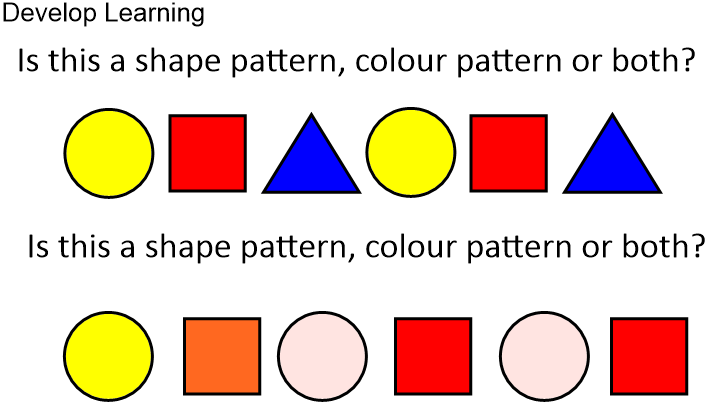 Develop Learning
Is this a shape pattern, colour pattern or both?
Is this a shape pattern, colour pattern or both?